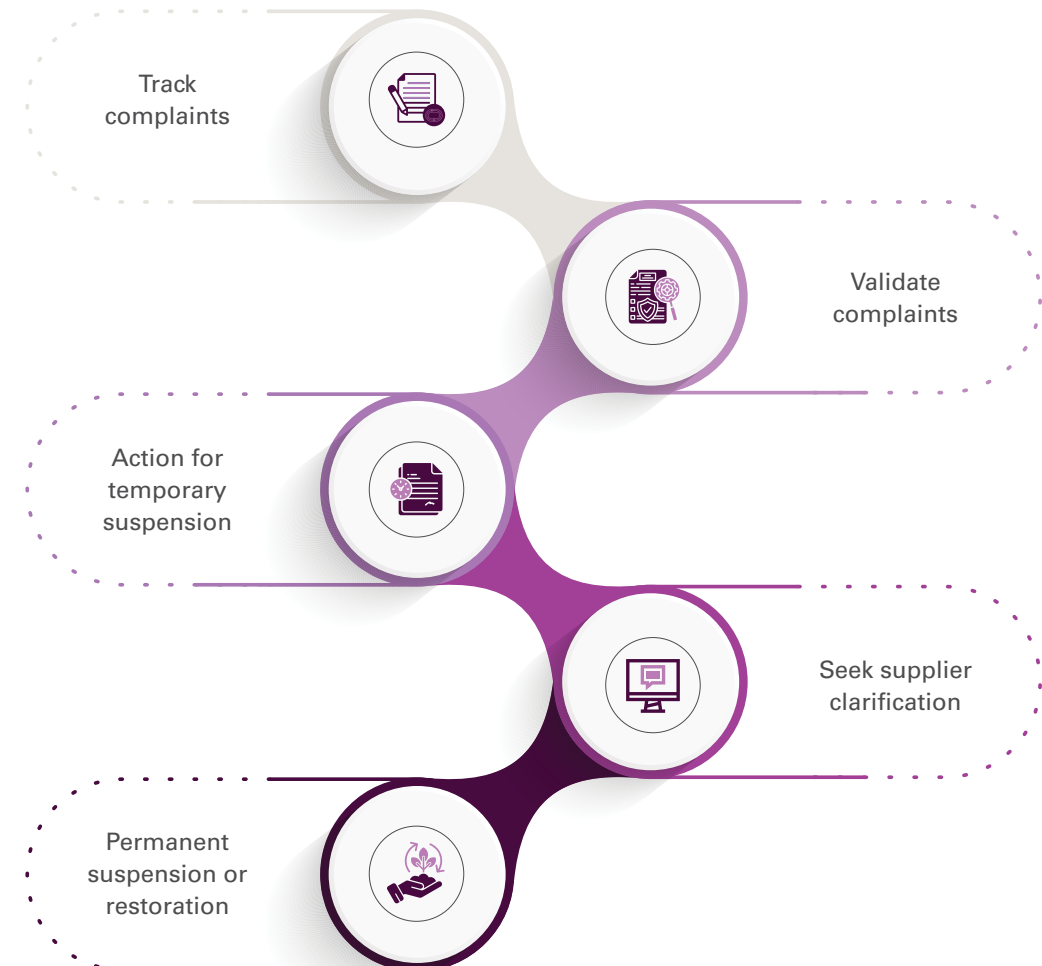 Track
complaints
Validate
complaints
Action for
temporary
suspension
Seek supplier
clarification
Permanent
suspension or
restoration